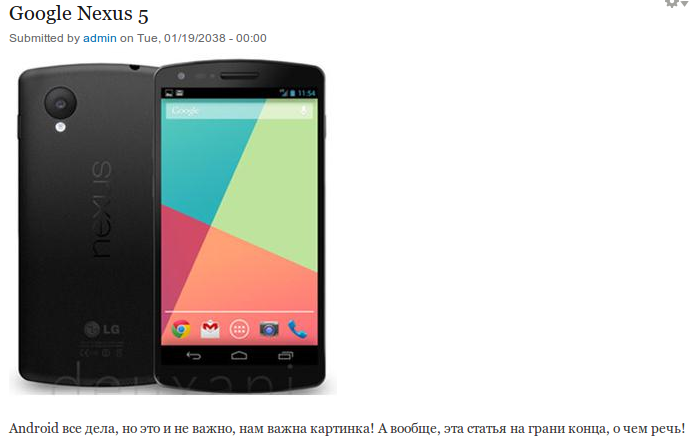 Google Nexus 5
Submitted by admin on Tue, 01/19/2038 - 00:00
11:54
Google
nexus
LG
Android все дела, но это и не важно, нам важна картинка! А вообще, эта статья на грани конца, о чем речь!